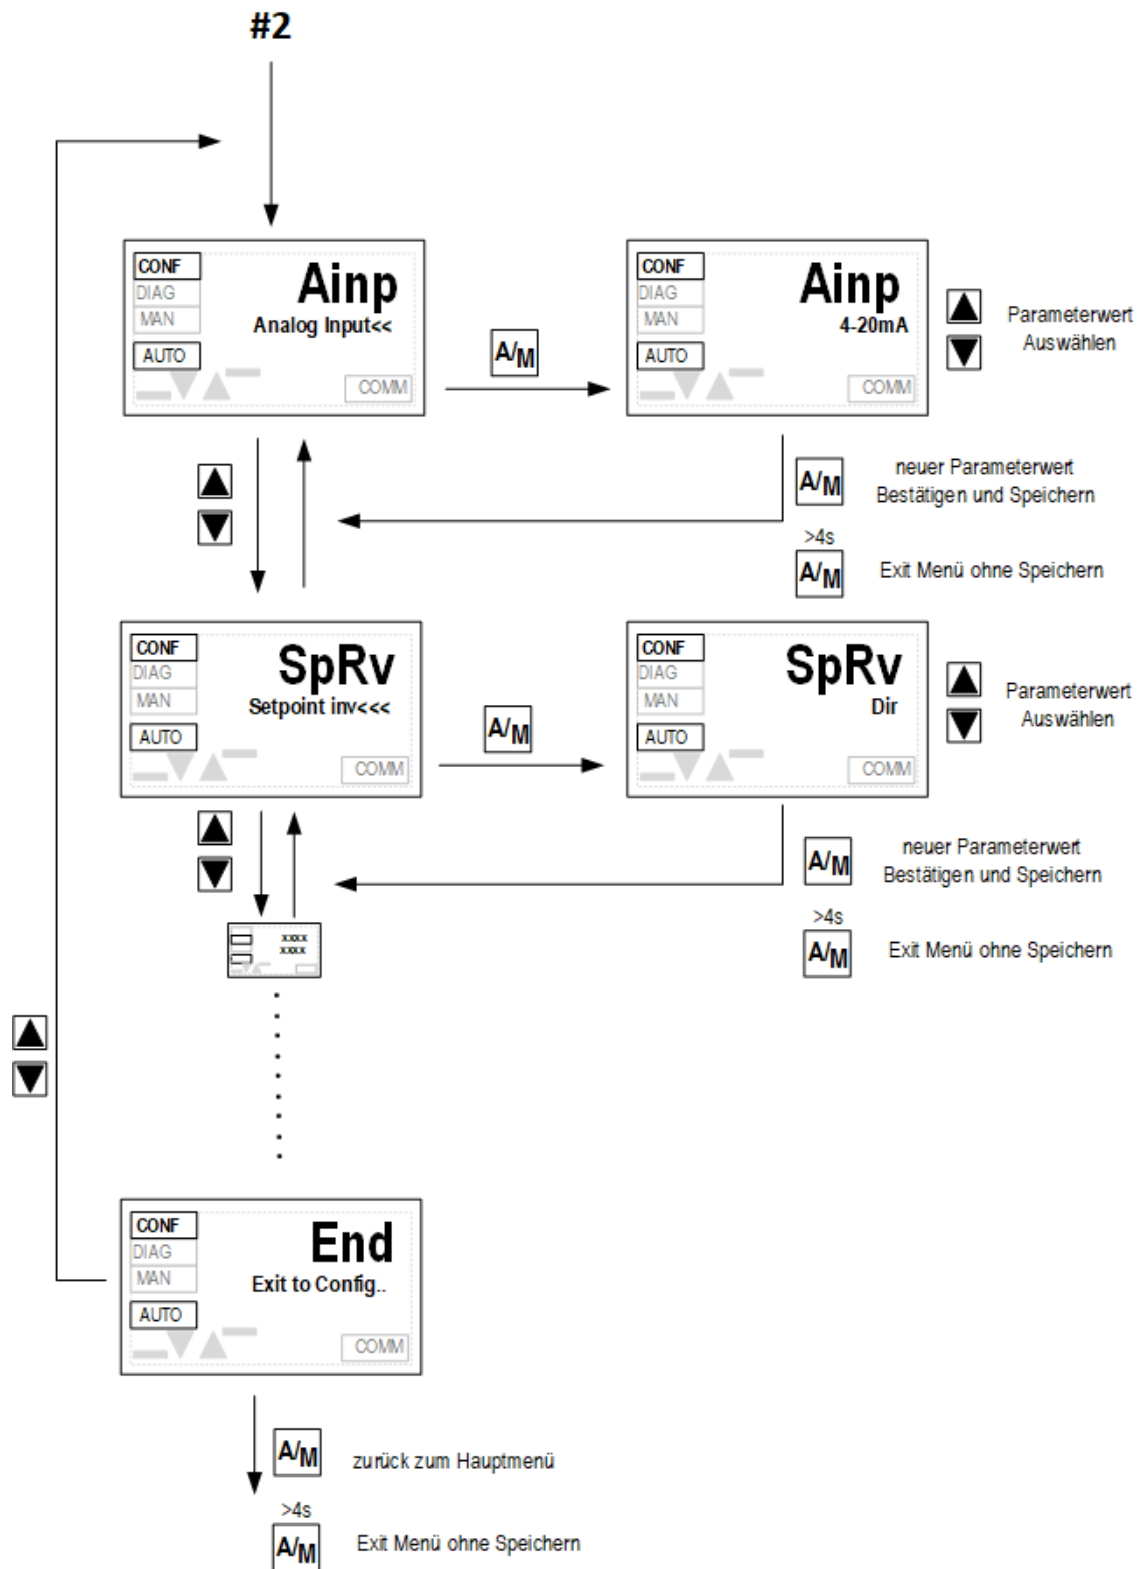 #2
CONF
DIAG
MAN
AUTO
Ainp
Analog Input<<
COMM
A/M
CONF
DIAG
MAN
AUTO
Ainp
4-20mA
COMM
Parameterwert
Auswählen
A/M
neuer Parameterwert
Bestätigen und Speichern
>4s
A/M
Exit Menü ohne Speichern
CONF
DIAG
MAN
AUTO
SpRv
Setpoint inv<<<
COMM
A/M
CONF
DIAG
MAN
AUTO
SpRv
Dir
COMM
Parameterwert
Auswählen
A/M
neuer Parameterwert
Bestätigen und Speichern
>4s
A/M
Exit Menü ohne Speichern
xxxx
xxxx
CONF
DIAG
MAN
AUTO
End
Exit to Config..
COMM
A/M
zurück zum Hauptmenü
>4s
A/M
Exit Menü ohne Speichern